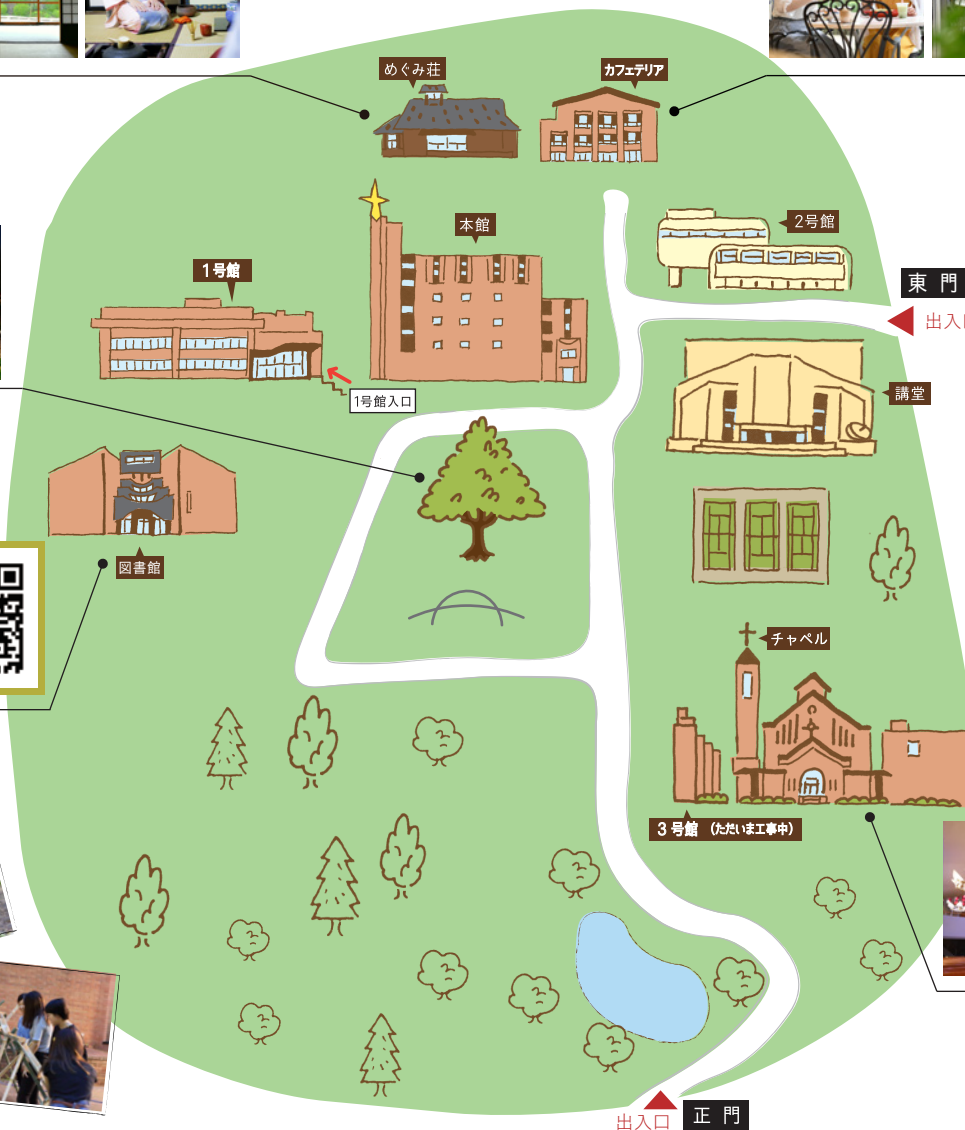 めぐみ荘
カフェテリア
本館
2号館
1号館
東門
出入口
1号館入口
講堂
図書館
チャペル
3号館（ただいま工事中）
出入口
正門